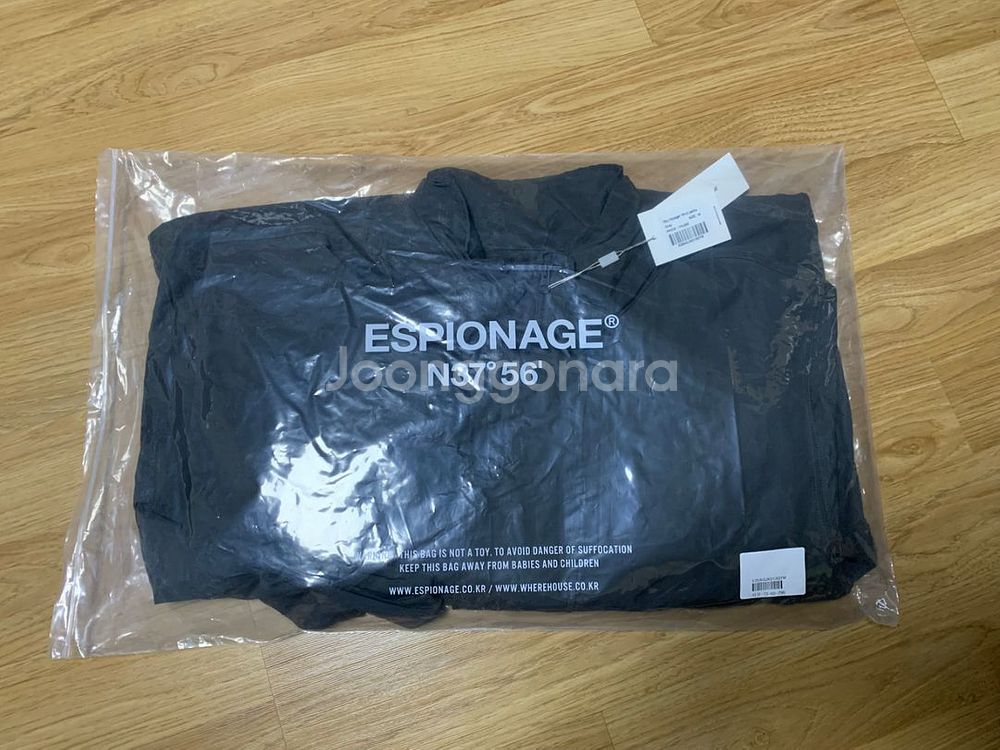 ESPIONAGE®
N37°56'
Joonggonara
THIS BAG IS NOT A TOY. TO AVOID DANGER OF SUFFOCATION
KEEP THIS BAG AWAY FROM BABIES AND CHILDREN
WWW.ESPIONAGE.CO.KR / WWW.WHEREHOUSE.CO.KR